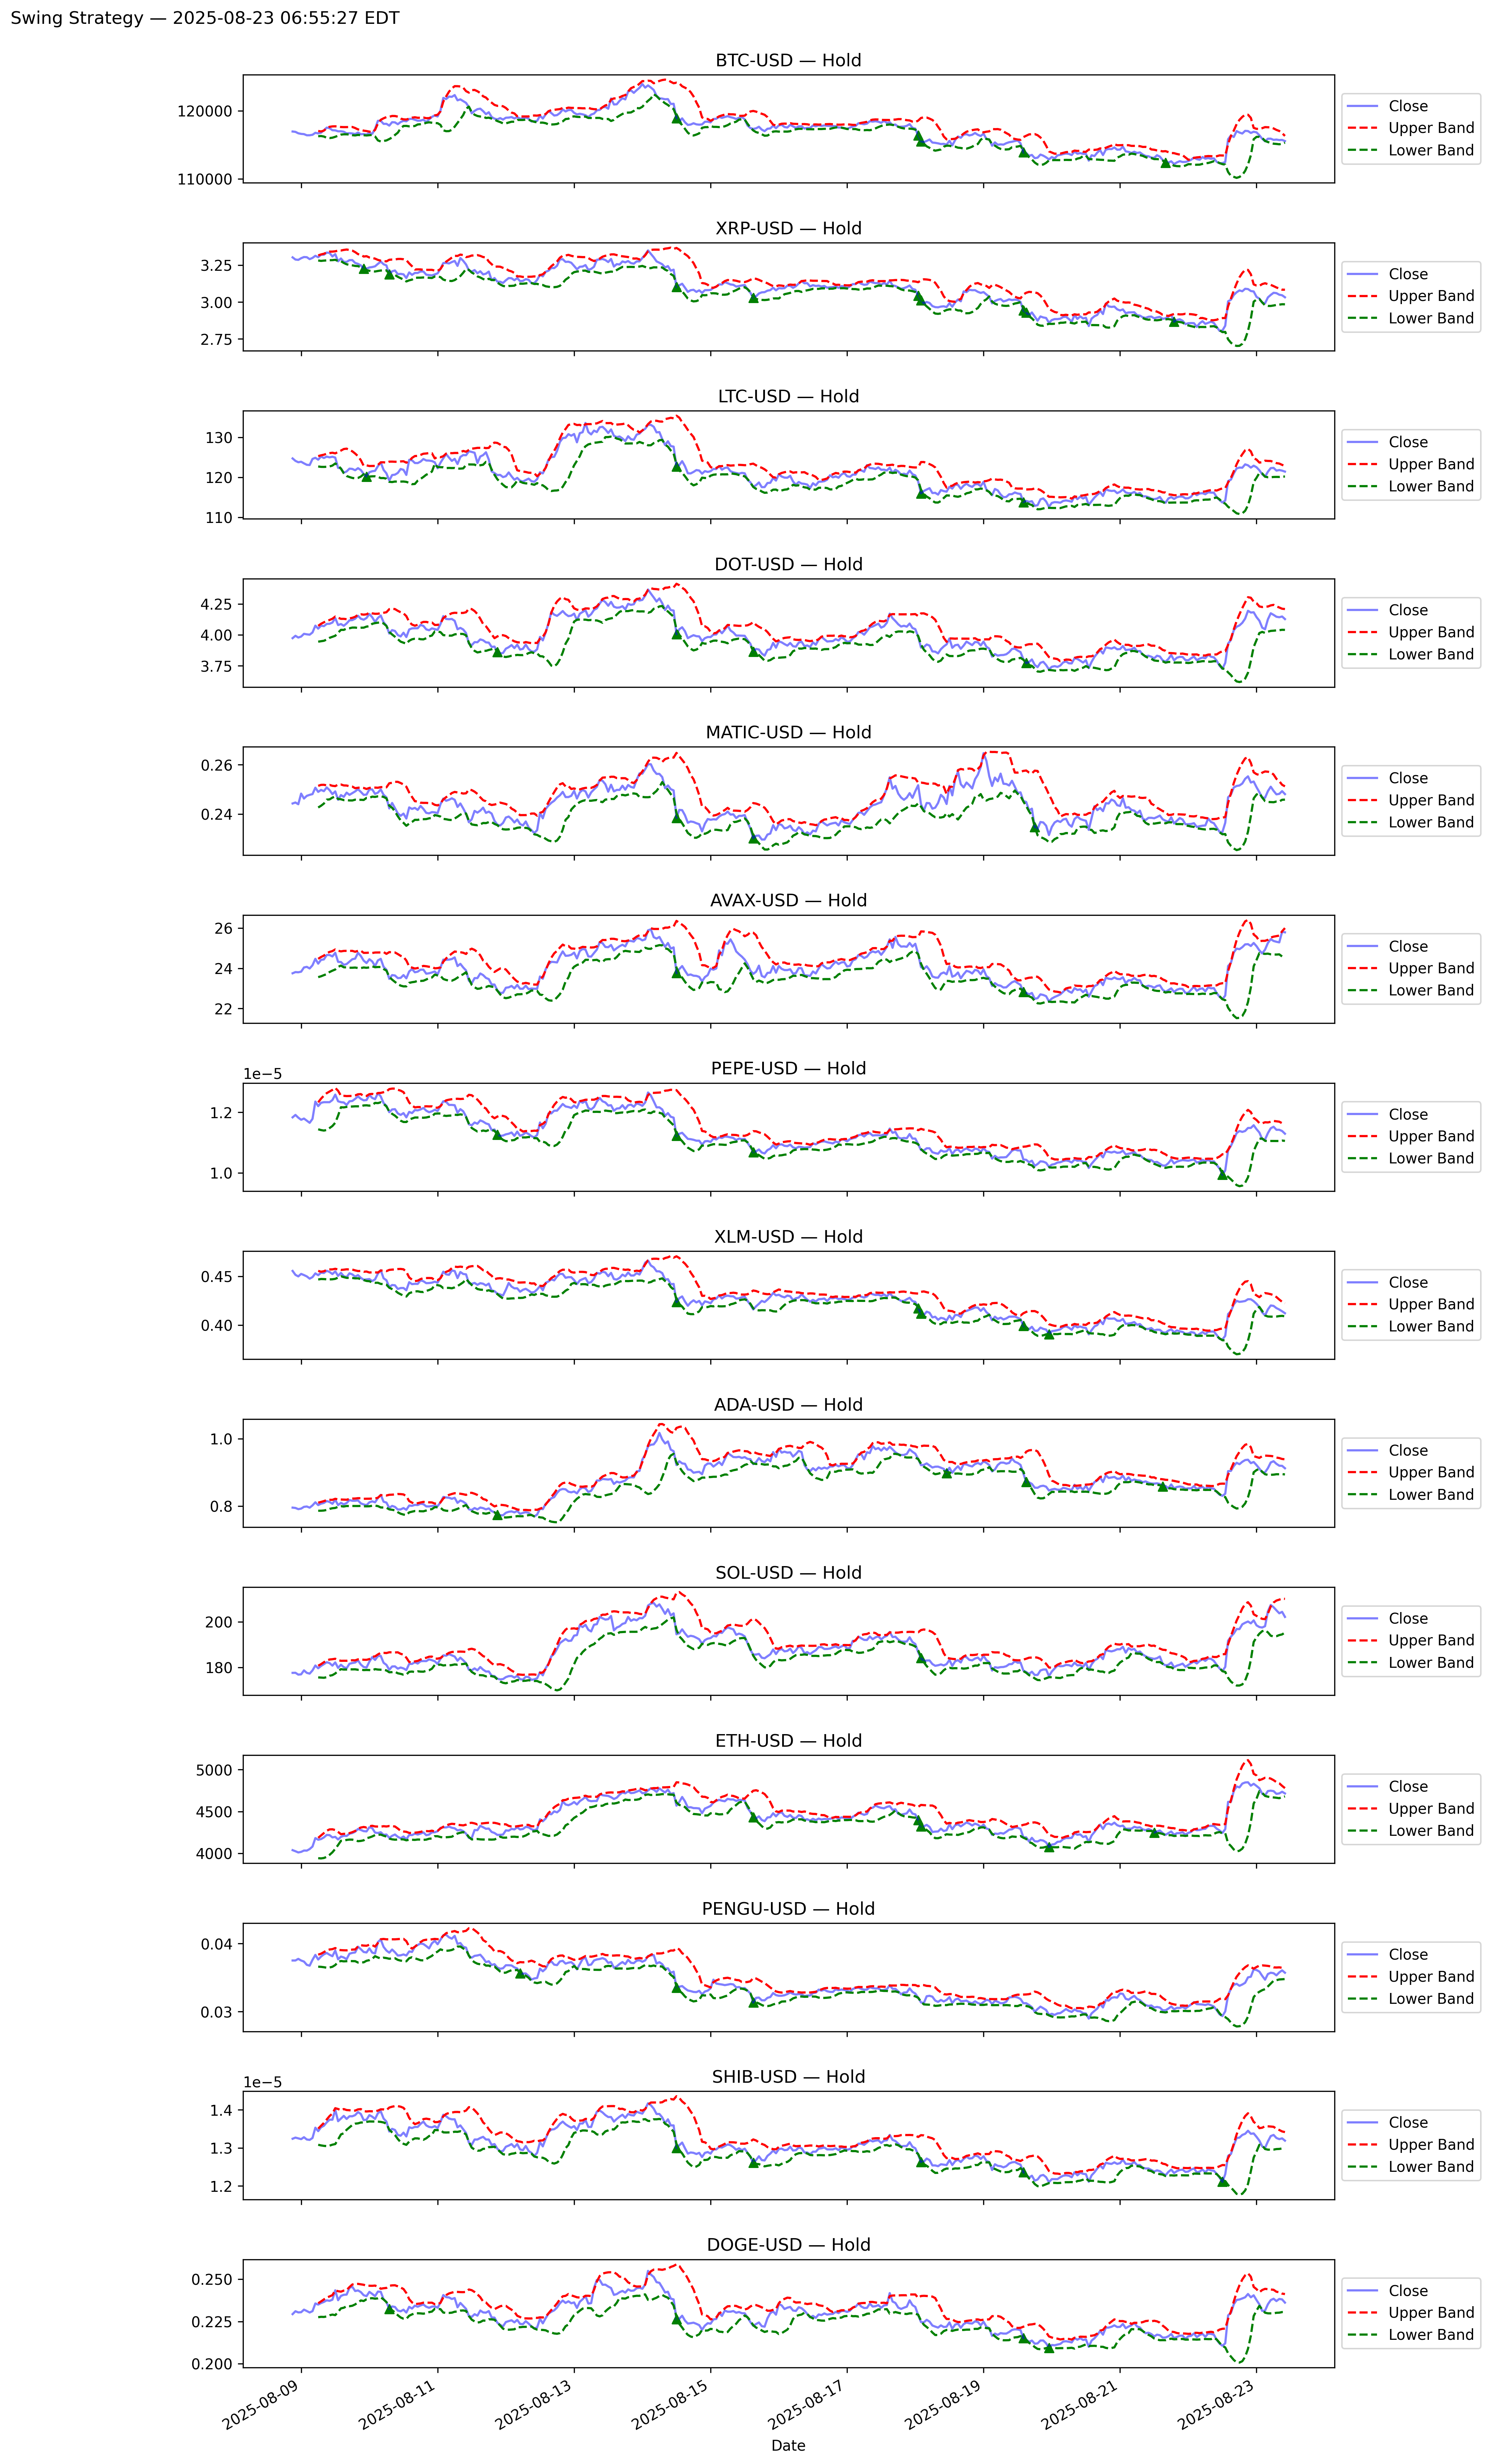 Swing Strategy — 2025-08-23 06:55:27 EDT
BTC-USD — Hold
120000
110000
Close
Upper Band
Lower Band
XRP-USD — Hold
3.25
3.00
2.75
Close
Upper Band
Lower Band
LTC-USD — Hold
130
120
110
Close
Upper Band
Lower Band
DOT-USD — Hold
4.25
4.00
3.75
Close
Upper Band
Lower Band
MATIC-USD — Hold
0.26
0.24
Close
Upper Band
Lower Band
AVAX-USD — Hold
26
24
22
Close
Upper Band
Lower Band
PEPE-USD — Hold
1e−5
1.2
1.0
Close
Upper Band
Lower Band
XLM-USD — Hold
0.45
0.40
Close
Upper Band
Lower Band
ADA-USD — Hold
1.0
0.8
Close
Upper Band
Lower Band
SOL-USD — Hold
200
180
Close
Upper Band
Lower Band
ETH-USD — Hold
5000
4500
4000
Close
Upper Band
Lower Band
PENGU-USD — Hold
0.04
0.03
Close
Upper Band
Lower Band
SHIB-USD — Hold
1e−5
1.4
1.3
1.2
Close
Upper Band
Lower Band
DOGE-USD — Hold
0.250
0.225
0.200
Close
Upper Band
Lower Band
2025-08-09
2025-08-11
2025-08-13
2025-08-15
2025-08-17
2025-08-19
2025-08-21
2025-08-23
Date